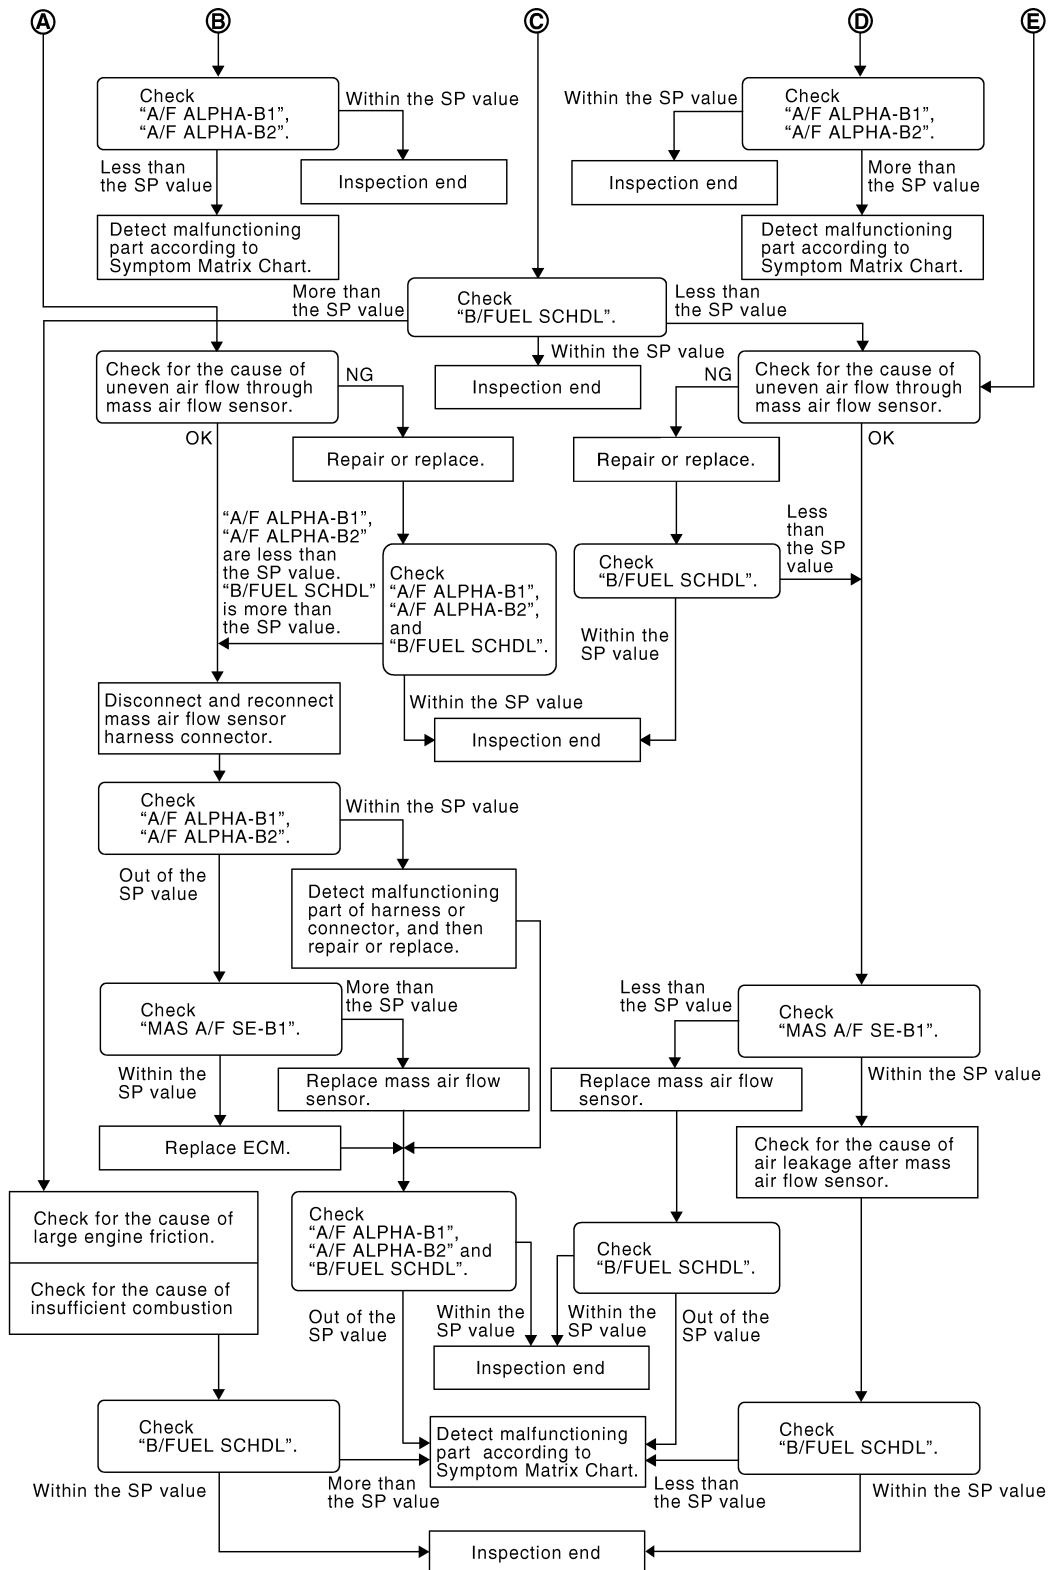 A
B
C
D
E
Check
“A/F ALPHA-B1”,
“A/F ALPHA-B2”.
Within the SP value
Within the SP value
Check
“A/F ALPHA-B1”,
“A/F ALPHA-B2”.
Less than
the SP value
Inspection end
Inspection end
More than
the SP value
Detect malfunctioning
part according to
Symptom Matrix Chart.
Detect malfunctioning
part according to
Symptom Matrix Chart.
More than
the SP value
Check
“B/FUEL SCHDL”.
Less than
the SP value
Within the SP value
Check for the cause of
uneven air flow through
mass air flow sensor.
NG
Inspection end
NG
Check for the cause of
uneven air flow through
mass air flow sensor.
OK
OK
Repair or replace.
Repair or replace.
“A/F ALPHA-B1”,
“A/F ALPHA-B2”
are less than
the SP value.
“B/FUEL SCHDL”
is more than
the SP value.
Check
“A/F ALPHA-B1”,
“A/F ALPHA-B2”,
and
“B/FUEL SCHDL”.
Check
“B/FUEL SCHDL”.
Less
than
the SP
value
Within the
SP value
Disconnect and reconnect
mass air flow sensor
harness connector.
Within the SP value
Inspection end
Check
“A/F ALPHA-B1”,
“A/F ALPHA-B2”.
Within the SP value
Out of the
SP value
Detect malfunctioning
part of harness or
connector, and then
repair or replace.
Check
“MAS A/F SE-B1”.
More than
the SP value
Less than
the SP value
Check
“MAS A/F SE-B1”.
Within the
SP value
Replace mass air flow
sensor.
Replace mass air flow
sensor.
Within the SP value
Replace ECM.
Check for the cause of
air leakage after mass
air flow sensor.
Check for the cause of
large engine friction.
Check for the cause of
insufficient combustion
Check
“A/F ALPHA-B1”,
“A/F ALPHA-B2” and
“B/FUEL SCHDL”.
Check
“B/FUEL SCHDL”.
Out of the
SP value
Within the
SP value
Within the
SP value
Out of the
SP value
Inspection end
Check
“B/FUEL SCHDL”.
Detect malfunctioning
part according to
Symptom Matrix Chart.
Check
“B/FUEL SCHDL”.
Within the SP value
More than
the SP value
Less than
the SP value
Within the SP value
Inspection end